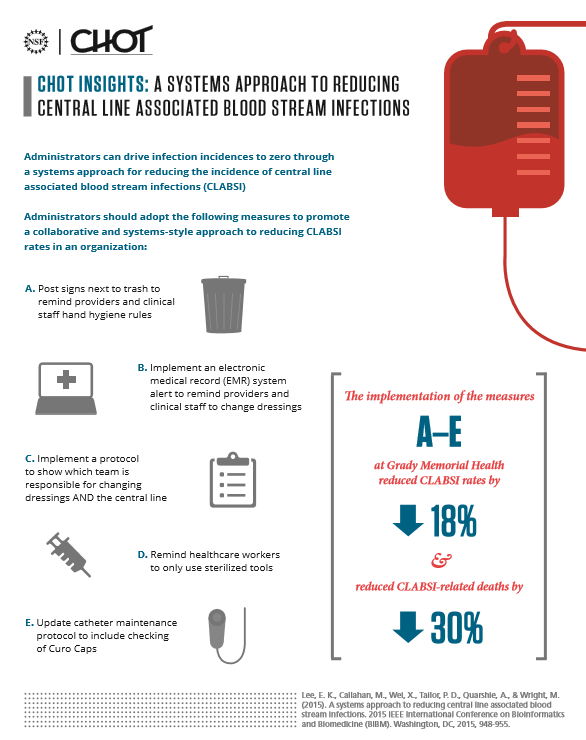 NSF
CHOT
CHOT INSIGHTS: A SYSTEMS APPROACH TO REDUCING
CENTRAL LINE ASSOCIATED BLOOD STREAM INFECTIONS
Administrators can drive infection incidences to zero through
a systems approach for reducing the incidence of central line
associated blood stream infections (CLABSI)
Administrators should adopt the following measures to promote
a collaborative and systems-style approach to reducing CLABSI
rates in an organization:
A. Post signs next to trash to
remind providers and clinical
staff hand hygiene rules
B. Implement an electronic
medical record (EMR) system
alert to remind providers and
clinical staff to change dressings
C. Implement a protocol
to show which team is
responsible for changing
dressings AND the central line
D. Remind healthcare workers
to only use sterilized tools
E. Update catheter maintenance
protocol to include checking
of Curo Caps
The implementation of the measures
A–E
at Grady Memorial Health
reduced CLABSI rates by
18%
&
reduced CLABSI-related deaths by
30%
Lee, E. K., Callahan, M., Wei, X., Tailor, P. D., Quarshie, A., & Wright, M.
(2015). A systems approach to reducing central line associated blood
stream infections. 2015 IEEE International Conference on Bioinformatics
and Biomedicine (BIBM). Washington, DC, 2015, 948-955.